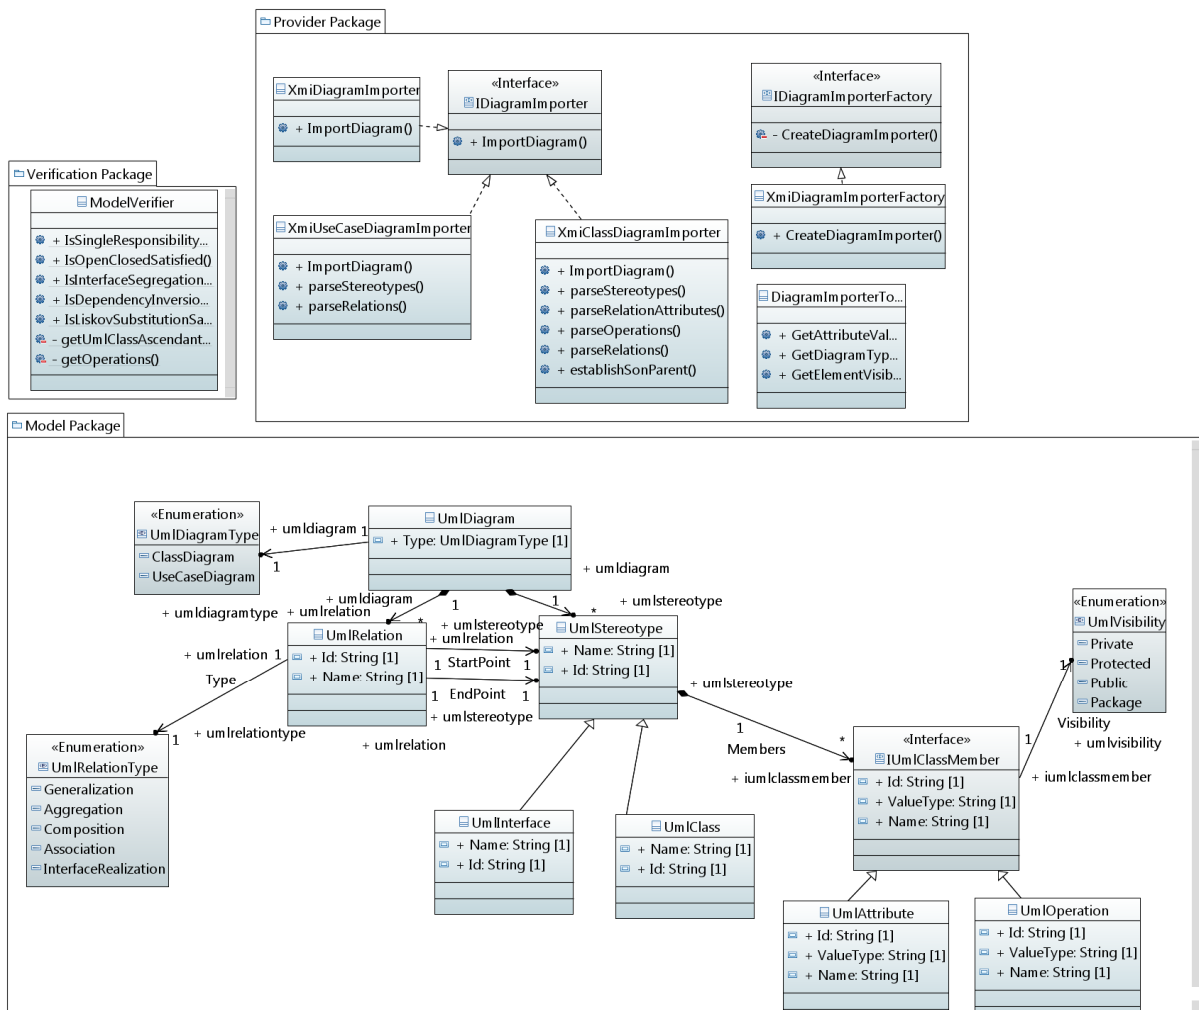 Provider Package
XmiDiagramImporter
+ ImportDiagram()
«Interface»
IDiagramImporter
+ ImportDiagram()
«Interface»
IDiagramImporterFactory
- CreateDiagramImporter()
XmiDiagramImporterFactory
+ CreateDiagramImporter()
XmiUseCaseDiagramImporter
+ ImportDiagram()
+ parseStereotypes()
+ parseRelations()
XmiClassDiagramImporter
+ ImportDiagram()
+ parseStereotypes()
+ parseRelationAttributes()
+ parseOperations()
+ parseRelations()
+ establishSonParent()
DiagramImporterTo...
+ GetAttributeVal...
+ GetDiagramTyp...
+ GetElementVisib...
Verification Package
ModelVerifier
+ IsSingleResponsibility...
+ IsOpenClosedSatisfied()
+ IsInterfaceSegregation...
+ IsDependencyInversio...
+ IsLiskovSubstitutionSa...
- getUmlClassAscendant...
- getOperations()
Model Package
«Enumeration»
UmlDiagramType
ClassDiagram
UseCaseDiagram
+ umldiagram
1
1
+ umldiagramtype
UmlDiagram
+ Type: UmlDiagramType [1]
+ umldiagram
1
+ umlrelation
*
+ umldiagram
1
*
+ umlstereotype
UmlRelation
+ Id: String [1]
+ Name: String [1]
+ umlstereotype
+ umlrelation
1
StartPoint
1
1
EndPoint
1
+ umlstereotype
+ umlrelation
UmlStereotype
+ Name: String [1]
+ Id: String [1]
+ umlrelation
1
Type
1
+ umlrelationtype
«Enumeration»
UmlRelationType
Generalization
Aggregation
Composition
Association
InterfaceRealization
+ umlstereotype
1
Members
*
+ iumlclassmember
«Enumeration»
UmlVisibility
Private
Protected
Public
Package
1
Visibility
+ umlvisibility
1
+ iumlclassmember
«Interface»
IUmlClassMember
+ Id: String [1]
+ ValueType: String [1]
+ Name: String [1]
UmlInterface
+ Name: String [1]
+ Id: String [1]
UmlClass
+ Name: String [1]
+ Id: String [1]
UmlAttribute
+ Id: String [1]
+ ValueType: String [1]
+ Name: String [1]
UmlOperation
+ Id: String [1]
+ ValueType: String [1]
+ Name: String [1]